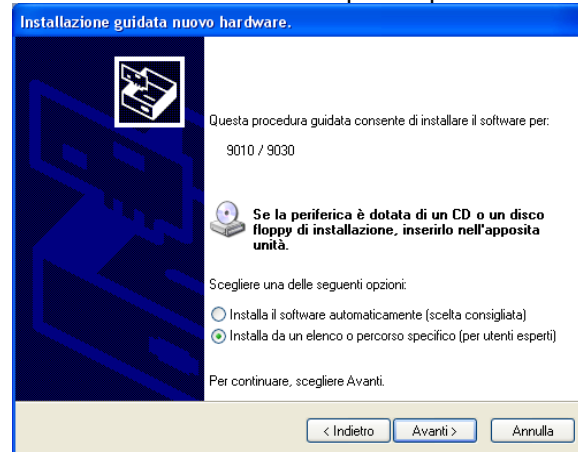 Installazione guidata nuovo hardware.
Questa procedura guidata consente di installare il software per:
9010 / 9030
Se la periferica è dotata di un CD o un disco
floppy di installazione, inserirlo nell'apposita
unità.
Scegliere una delle seguenti opzioni:
Installa il software automaticamente (scelta consigliata)
Installa da un elenco o percorso specifico (per utenti esperti)
Per continuare, scegliere Avanti.
< Indietro Avanti > Annulla